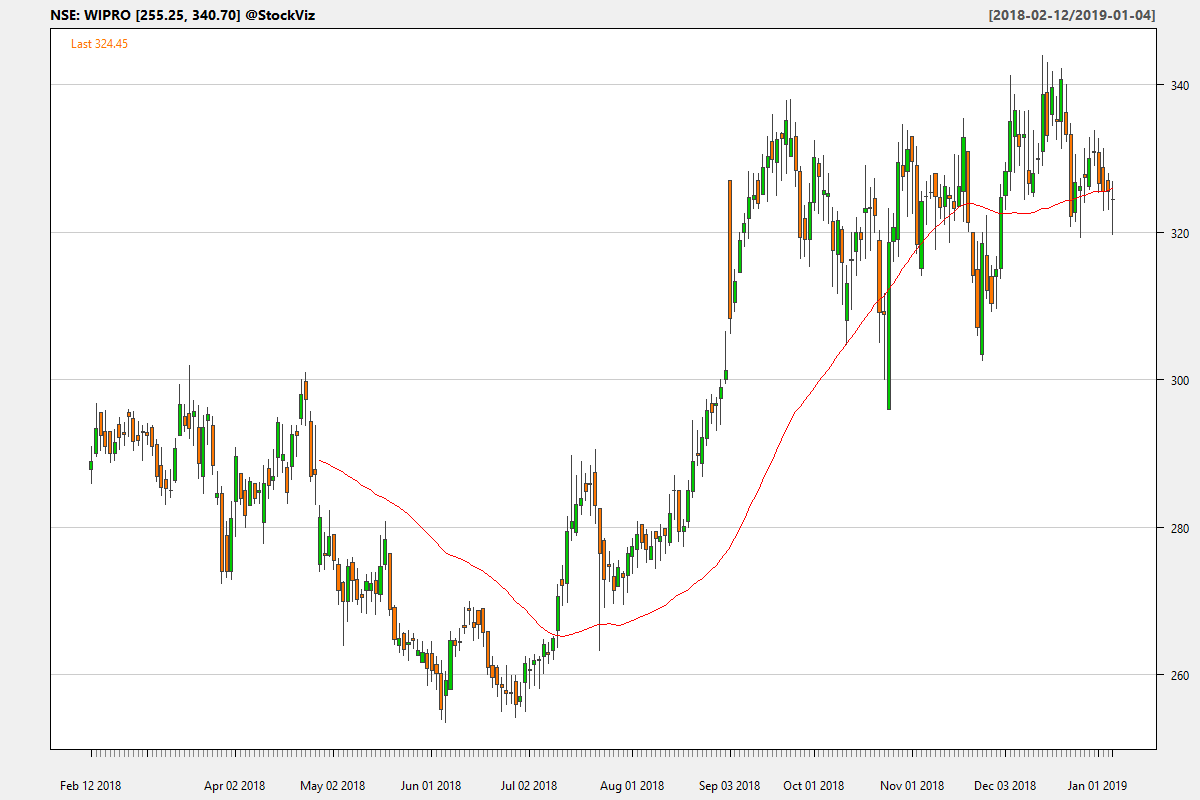 NSE: WIPRO [255.25, 340.70] @StockViz [2018-02-12/2019-01-04]
Last 324.45
340
320
300
280
260
Feb 12 2018 Apr 02 2018 May 02 2018 Jun 01 2018 Jul 02 2018 Aug 01 2018 Sep 03 2018 Oct 01 2018 Nov 01 2018 Dec 03 2018 Jan 01 2019